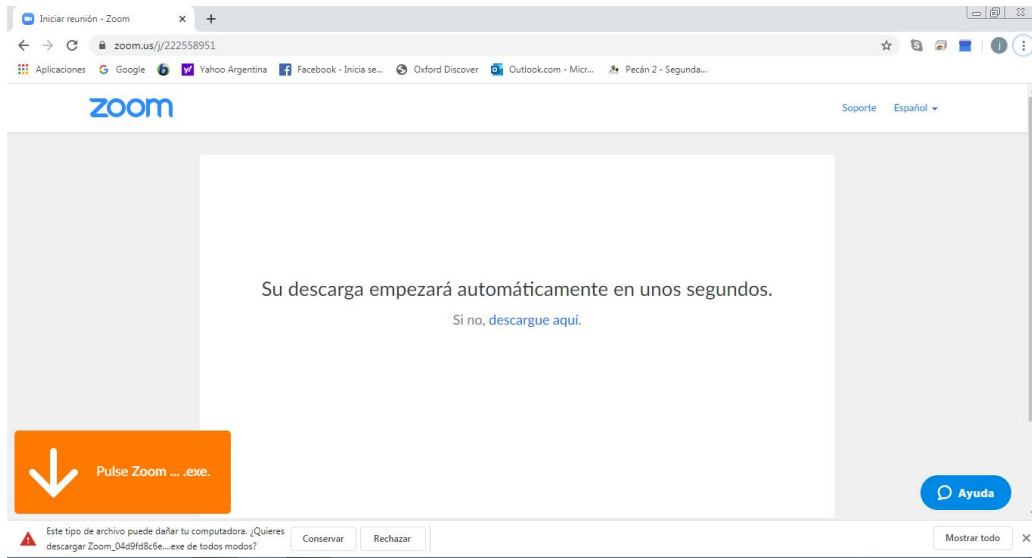 Iniciar reunión - Zoom
zoom.us/j/222558951
Aplicaciones Google Yahoo Argentina Facebook - Inicia se... Oxford Discover Outlook.com - Micr... Pecán 2 - Segunda...
zoom
Soporte Español
Su descarga empezará automáticamente en unos segundos.
Si no, descargue aquí.
Pulse Zoom ... .exe.
Ayuda
Este tipo de archivo puede dañar tu computadora. ¿Quieres
descargar Zoom_04d9fd8c6e....exe de todos modos?
Conservar Rechazar
Mostrar todo